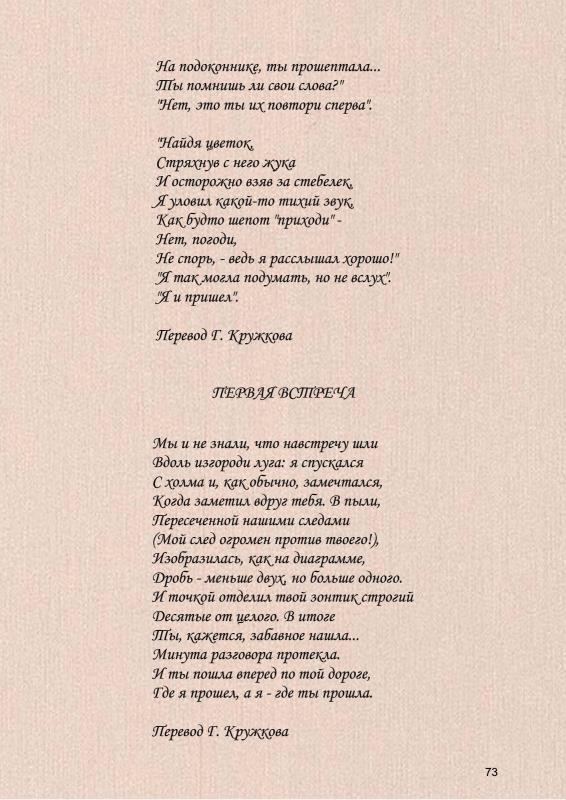 На подоконнике, ты прошептала...
Ты помнишь ли свои слова?"
"Нет, это ты их повтори сперва".
"Найдя цветок,
Стряхнув с него жука
И осторожно взяв за стебелек,
Я уловил какой-то тихий звук,
Как будто шепот "приходи" -
Нет, погоди,
Не спорь, - ведь я расслышал хорошо!"
"Я так могла подумать, но не вслух".
"Я и пришел".
Перевод Г. Кружкова
ПЕРВАЯ ВСТРЕЧА
Мы и не знали, что навстречу шли
Вдоль изгороди луга: я спускался
С холма и, как обычно, замечтался,
Когда заметил вдруг тебя. В пыли,
Пересеченной нашими следами
(Мой след огромен против твоего!),
Изобразилась, как на диаграмме,
Дробь - меньше двух, но больше одного.
И точкой отделил твой зонтик строгий
Десятые от целого. В итоге
Ты, кажется, забавное нашла...
Минута разговора протекла.
И ты пошла вперед по той дороге,
Где я прошел, а я - где ты прошла.
Перевод Г. Кружкова
73